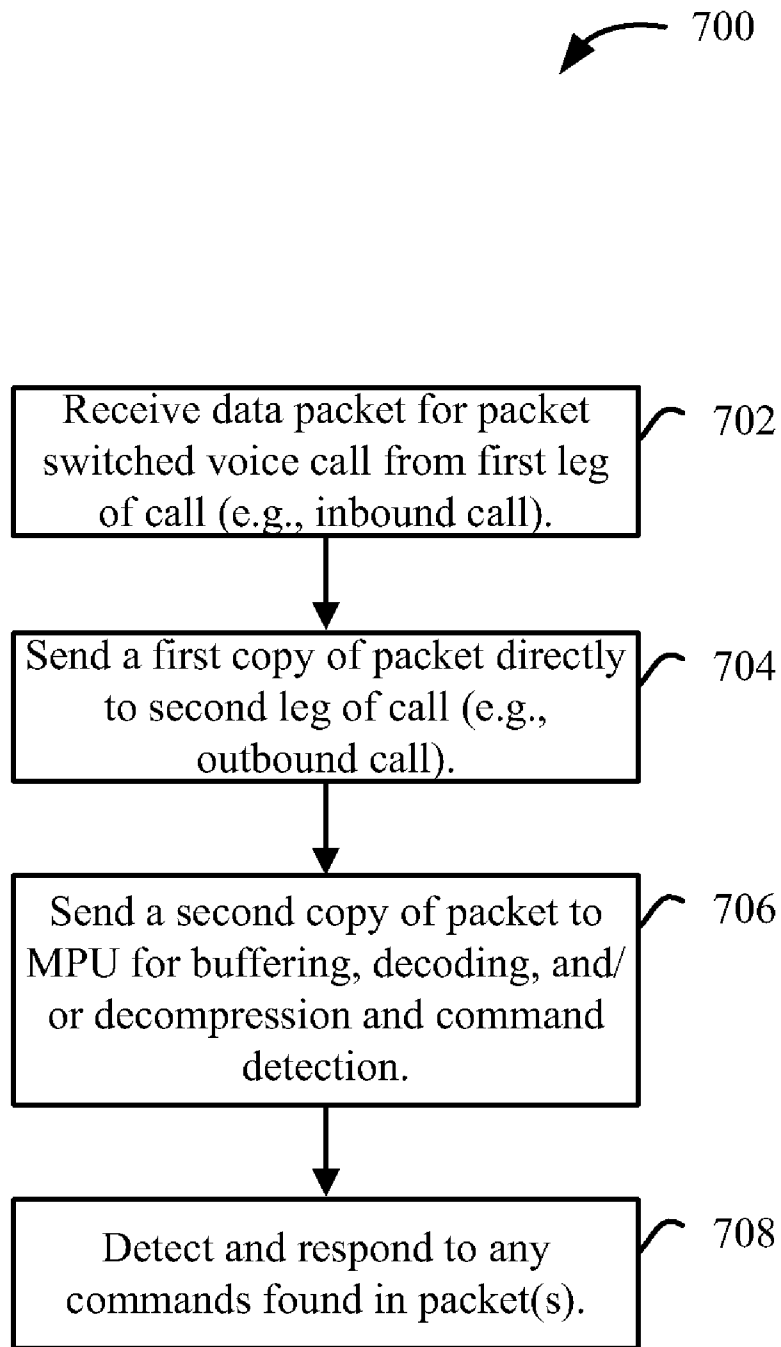 700
Receive data packet for packet
switched voice call from first leg
of call (e.g., inbound call).
702
Send a first copy of packet directly
to second leg of call (e.g.,
outbound call).
704
Send a second copy of packet to
MPU for buffering, decoding, and/
or decompression and command
detection.
706
Detect and respond to any
commands found in packet(s).
708